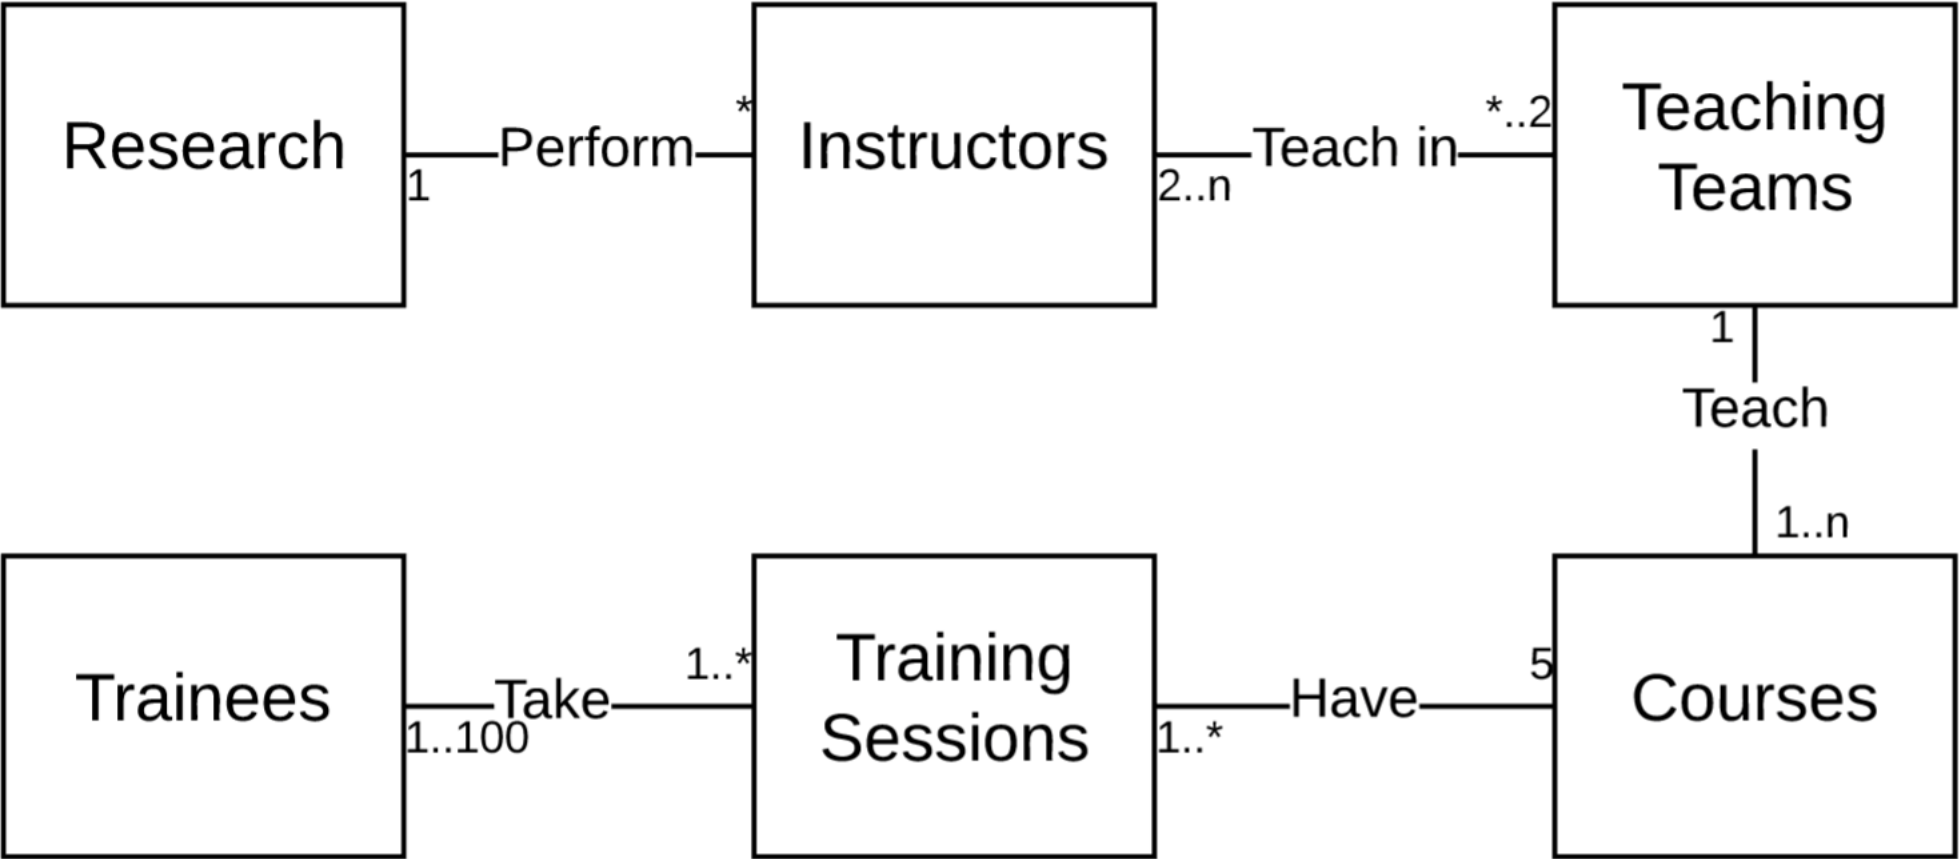 Research
1
Perform
*
Instructors
2..n
Teach in
*..2
Teaching
Teams
1
Teach
1..n
Trainees
1..100
Take
1..*
Training
Sessions
1..*
Have
5
Courses